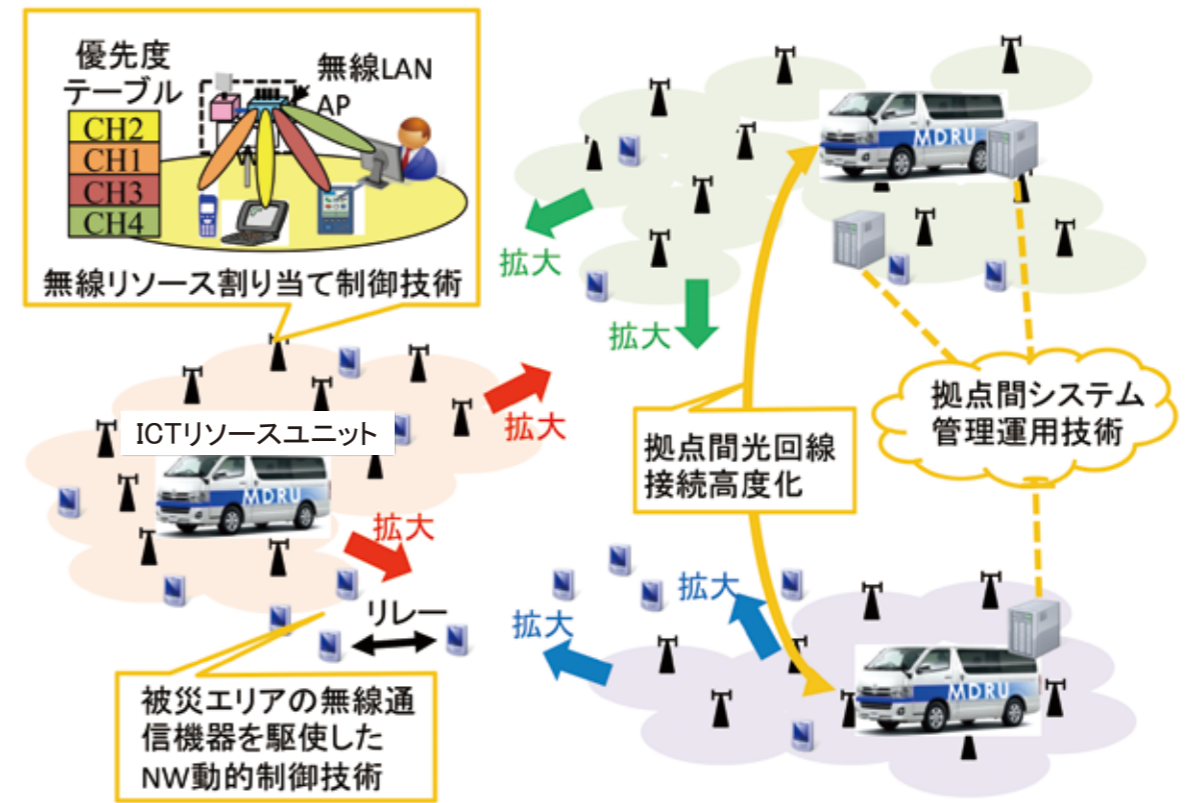 優先度
テーブル
CH2
CH1
CH3
CH4
無線LAN
AP
無線リソース割り当て制御技術
MDRU
拡大
拡大
拠点間システム
管理運用技術
拠点間光回線
接続高度化
ICTリソースユニット
MDRU
拡大
拡大
リレー
被災エリアの無線通
信機器を駆使した
NW動的制御技術
拡大
拡大
MDRU